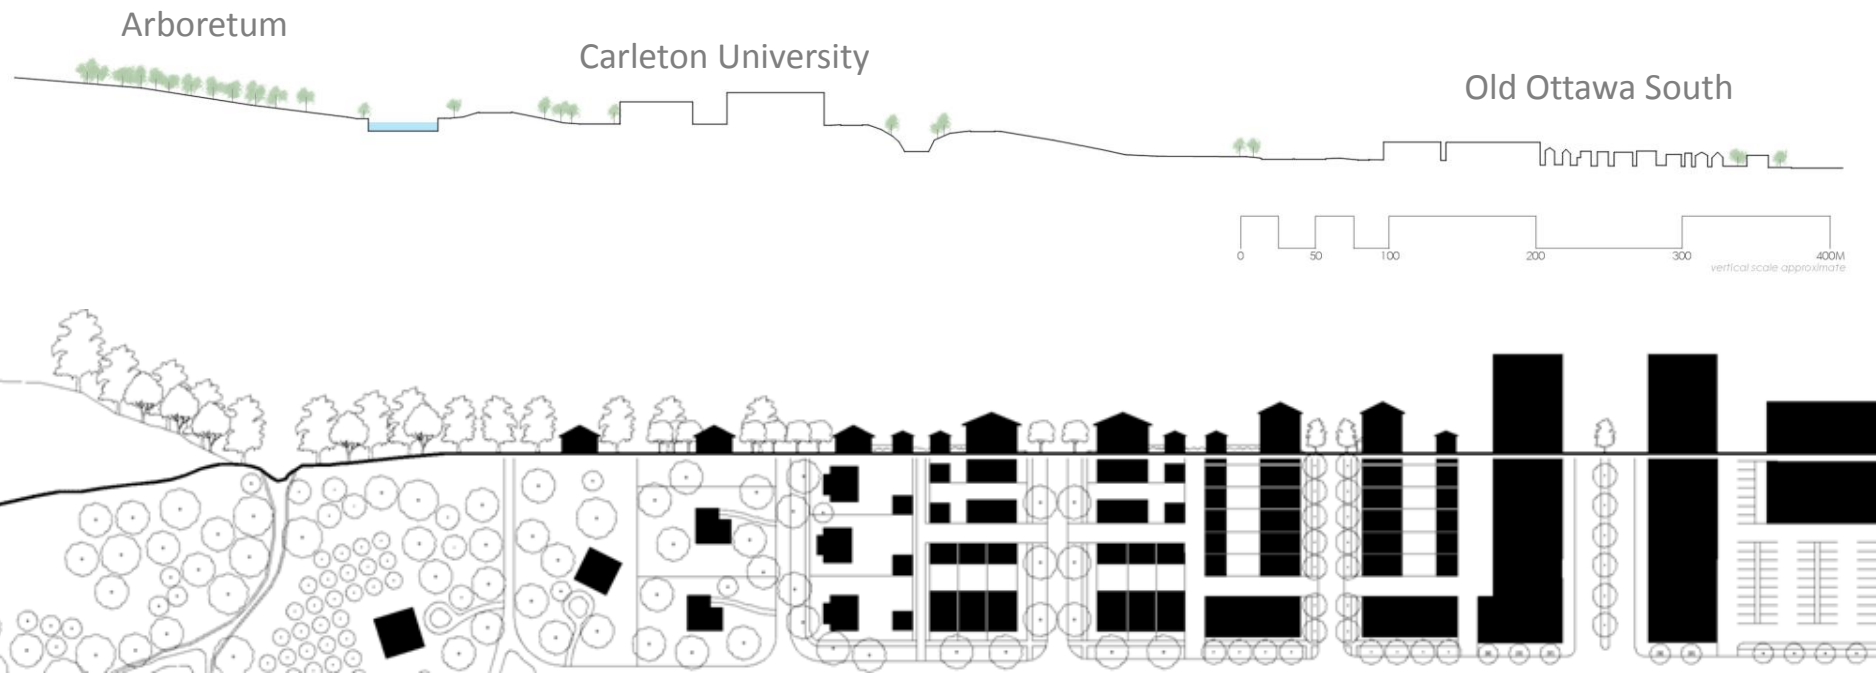 Arboretum
Carleton University
Old Ottawa South
0 50 100 200 300 400M
vertical scale approximate